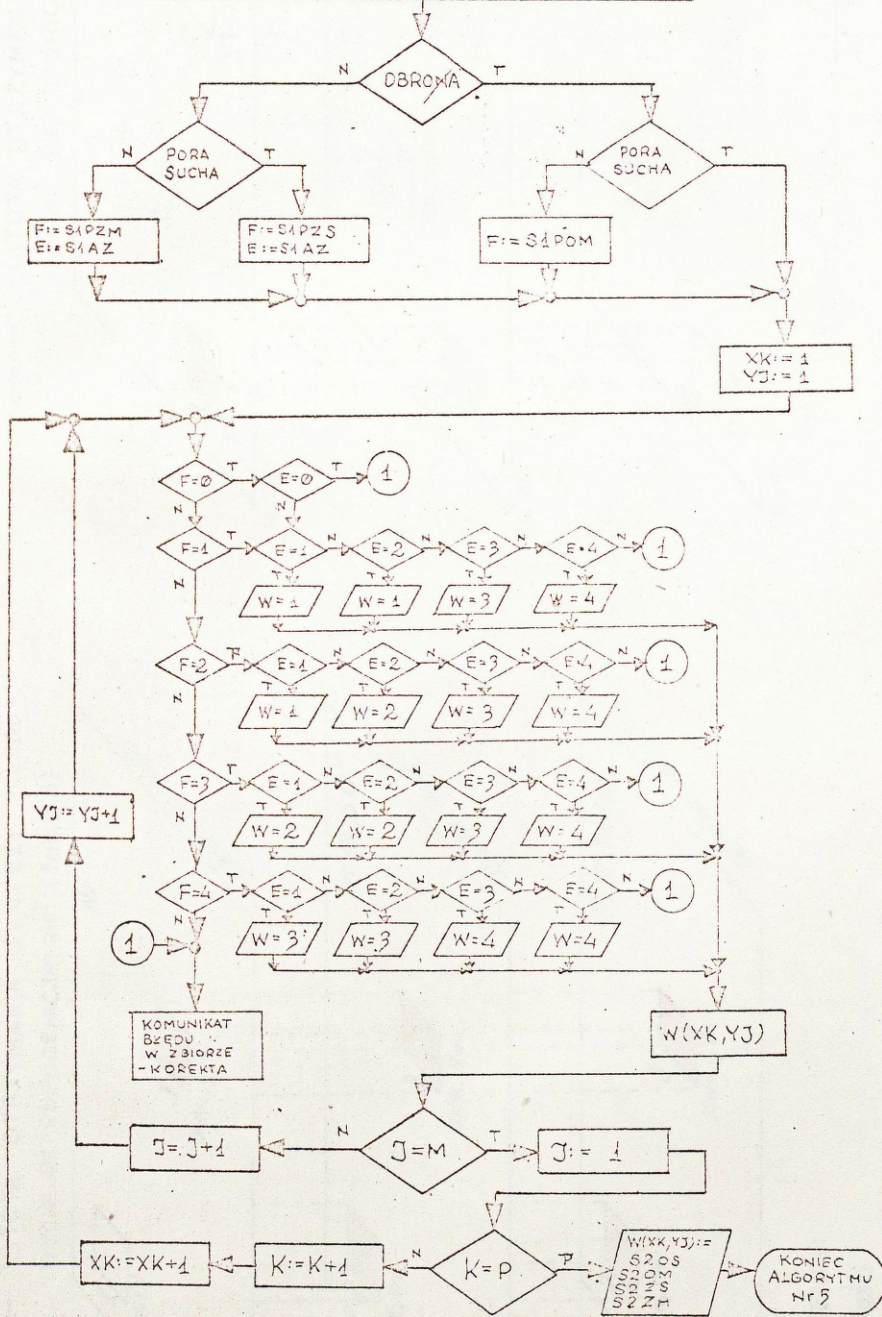 OBRONA
N
T
PORA
SUCHA
N
T
PORA
SUCHA
N
T
F:=S1PZM
E:=S1AZ
F:=S1PZS
E:=S1AZ
F:=S1POM
XK:=1
YJ:=1
F=0
T
E=0
T
1
N
N
F=1
T
E=1
N
E=2
N
E=3
N
E=4
N
1
N
T
T
T
T
W=1
W=1
W=3
W=4
F=2
T
E=1
N
E=2
N
E=3
N
E=4
N
1
N
T
T
T
T
W=1
W=2
W=3
W=4
F=3
T
E=1
N
E=2
N
E=3
N
E=4
N
1
N
T
T
T
T
W=2
W=2
W=3
W=4
YJ:=YJ+1
F=4
T
E=1
N
E=2
N
E=3
N
E=4
N
1
N
T
T
T
T
W=3
W=3
W=4
W=4
1
KOMUNIKAT
BŁĘDU
W ZBIORZE
-KOREKTA
W(XK,YJ)
J=J+1
N
J=M
T
J:= 1
XK:=XK+1
K:=K+1
N
K=P
W(XK,YJ):=
S2OS
S2OM
S2ZS
S2ZM
KONIEC
ALGORYTMU
Nr 5